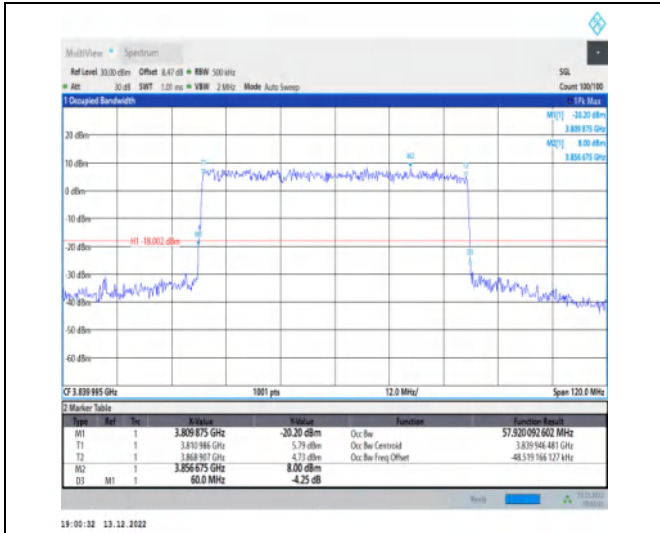 MultiView Spectrum
Ref Level 30.00 dBm Offset 8.47 dB RBW 500 kHz SGL
Att 30 dB SWT 1.01 ms VBW 2 MHz Mode Auto Sweep Count 100/100
1 Occupied Bandwidth 1Pk Max
M1[1] -20.20 dBm
3.809 875 GHz
M2[1] 8.00 dBm
3.856 675 GHz
20 dBm
10 dBm
0 dBm
-10 dBm
H1 -18.002 dBm
-20 dBm
-30 dBm
-40 dBm
-50 dBm
-60 dBm
CF 3.839 995 GHz 1001 pts 12.0 MHz/ Span 120.0 MHz
2 Marker Table
Type Ref Trc X-Value Y-Value Function Function Result
M1 1 3.809 875 GHz -20.20 dBm Occ Bw 57.920 092 602 MHz
T1 1 3.810 986 GHz 5.79 dBm Occ Bw Centroid 3.839 946 481 GHz
T2 1 3.868 907 GHz 4.73 dBm Occ Bw Freq Offset -48.519 166 127 kHz
M2 1 3.856 675 GHz 8.00 dBm
D3 M1 1 60.0 MHz -4.25 dB
Ready 13.12.2022
19:00:32 13.12.2022